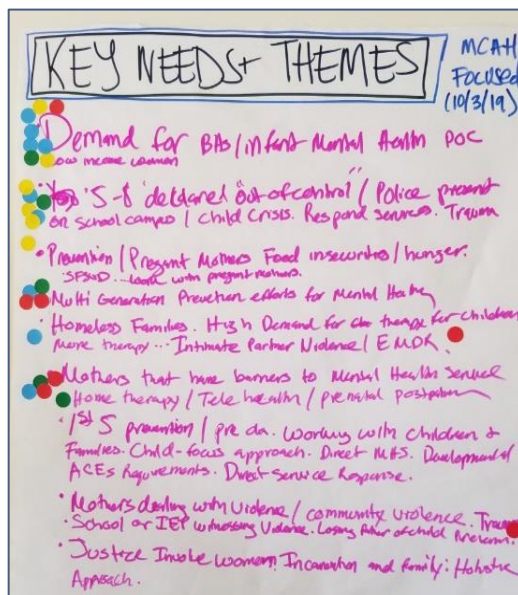 KEY NEEDS + THEMES
MCAH
FOCUSED
(10/3/19)
Demand for BAs/infant Mental Health POC
Low income women
5-8 "declared out of control" / Police present
on school campus / Child Crisis. Respond services. Trauma
• Prevention / Pregnant Mothers Food insecurities / hunger.
SFSUD... work with pregnant mothers.
• Multi Generation Prevention efforts for Mental
• Homeless Families. High Demand for therapy for children
More therapy ... Intimate Partner Violence / EMDR.
• Mothers that have barriers to Mental Health Service
Home therapy / Tele health / prenatal postpartum
• 1st 5 prevention / pre da. Working with children +
Families. Child-focus approach. Direct MHS. Development of
ACEs Requirements. Direct Service Response.
• Mothers dealing with violence / community violence. Trauma
• School or IEP witnessing violence. Losing father of child
• Justice Invoke women. Incarceration and family: Holistic
Approach.